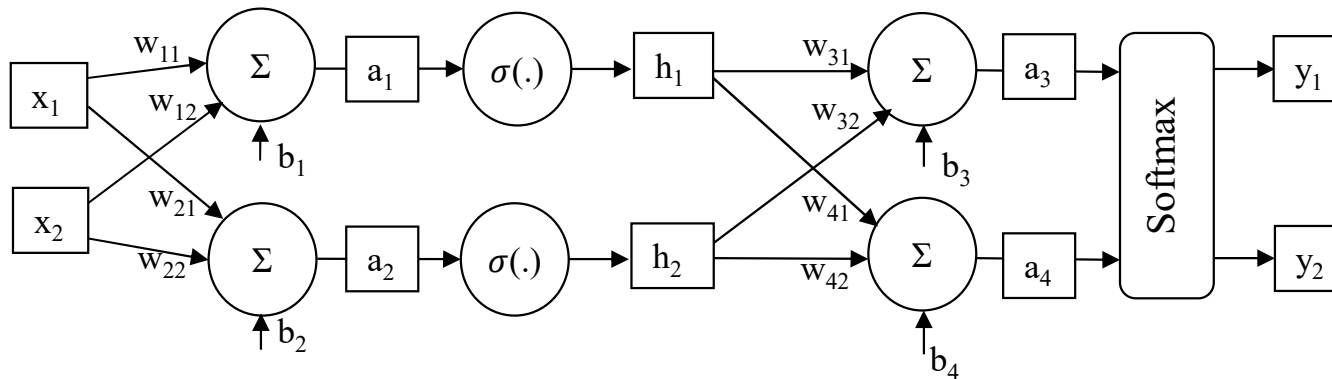 x₁
x₂
w₁₁
w₁₂
w₂₁
w₂₂
Σ
b₁
Σ
b₂
a₁
a₂
σ(.)
σ(.)
h₁
h₂
w₃₁
w₃₂
w₄₁
w₄₂
Σ
b₃
Σ
b₄
a₃
a₄
Softmax
y₁
y₂